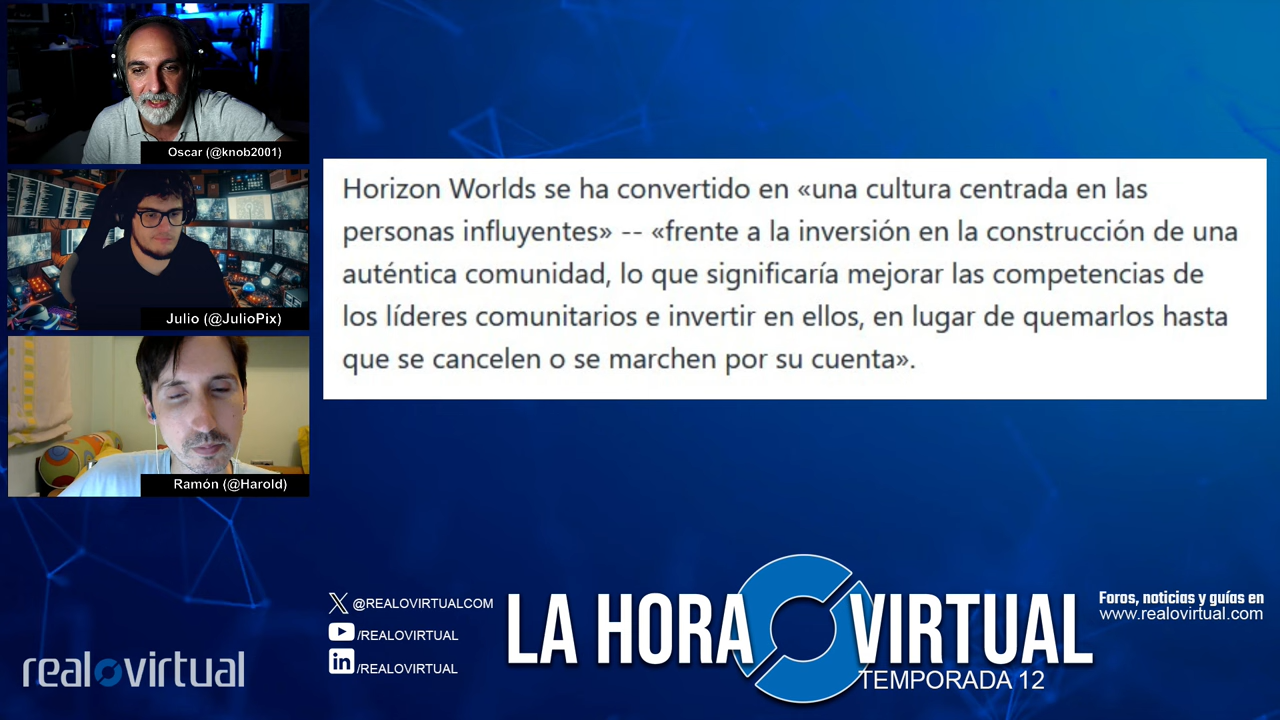 Oscar (@knob2001)
Julio (@JulioPix)
Ramón (@Harold)
Horizon Worlds se ha convertido en «una cultura centrada en las
personas influyentes» -- «frente a la inversión en la construcción de una
auténtica comunidad, lo que significaría mejorar las competencias de
los líderes comunitarios e invertir en ellos, en lugar de quemarlos hasta
que se cancelen o se marchen por su cuenta».
realovirtual
@REALOVIRTUALCOM
/REALOVIRTUAL
/REALOVIRTUAL
LA HORA VIRTUAL
TEMPORADA 12
Foros, noticias y guías en
www.realovirtual.com